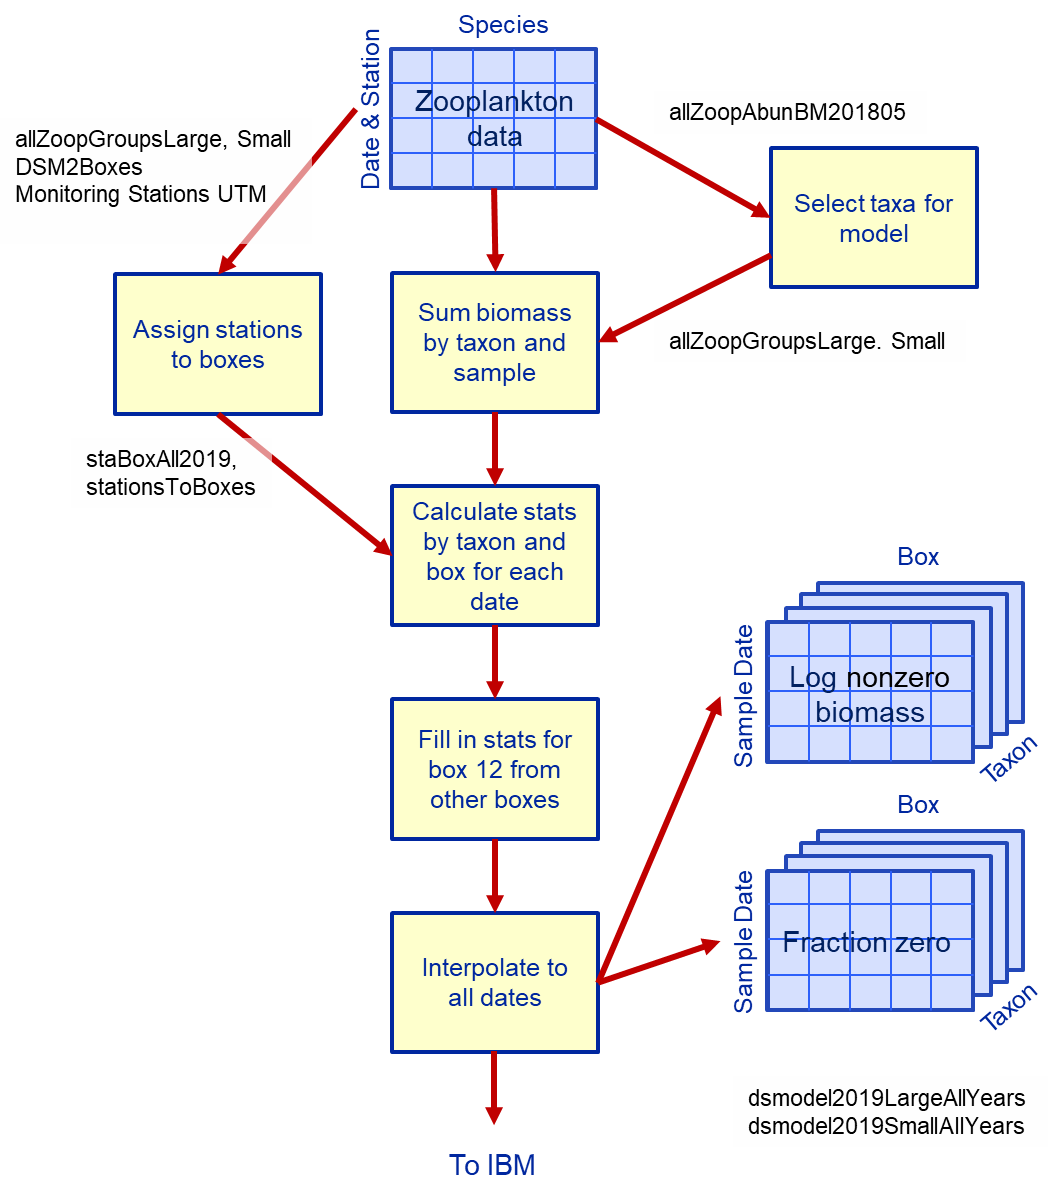 Species
Date & Station
Zooplankton
data
allZoopAbunBM201805
allZoopGroupsLarge, Small
DSM2Boxes
Monitoring Stations UTM
Select taxa for
model
Assign stations
to boxes
Sum biomass
by taxon and
sample
allZoopGroupsLarge. Small
staBoxAll2019,
stationsToBoxes
Calculate stats
by taxon and
box for each
date
Box
Sample Date
Log nonzero
biomass
Taxon
Fill in stats for
box 12 from
other boxes
Box
Sample Date
Fraction zero
Taxon
Interpolate to
all dates
dsmodel2019LargeAllYears
dsmodel2019SmallAllYears
To IBM